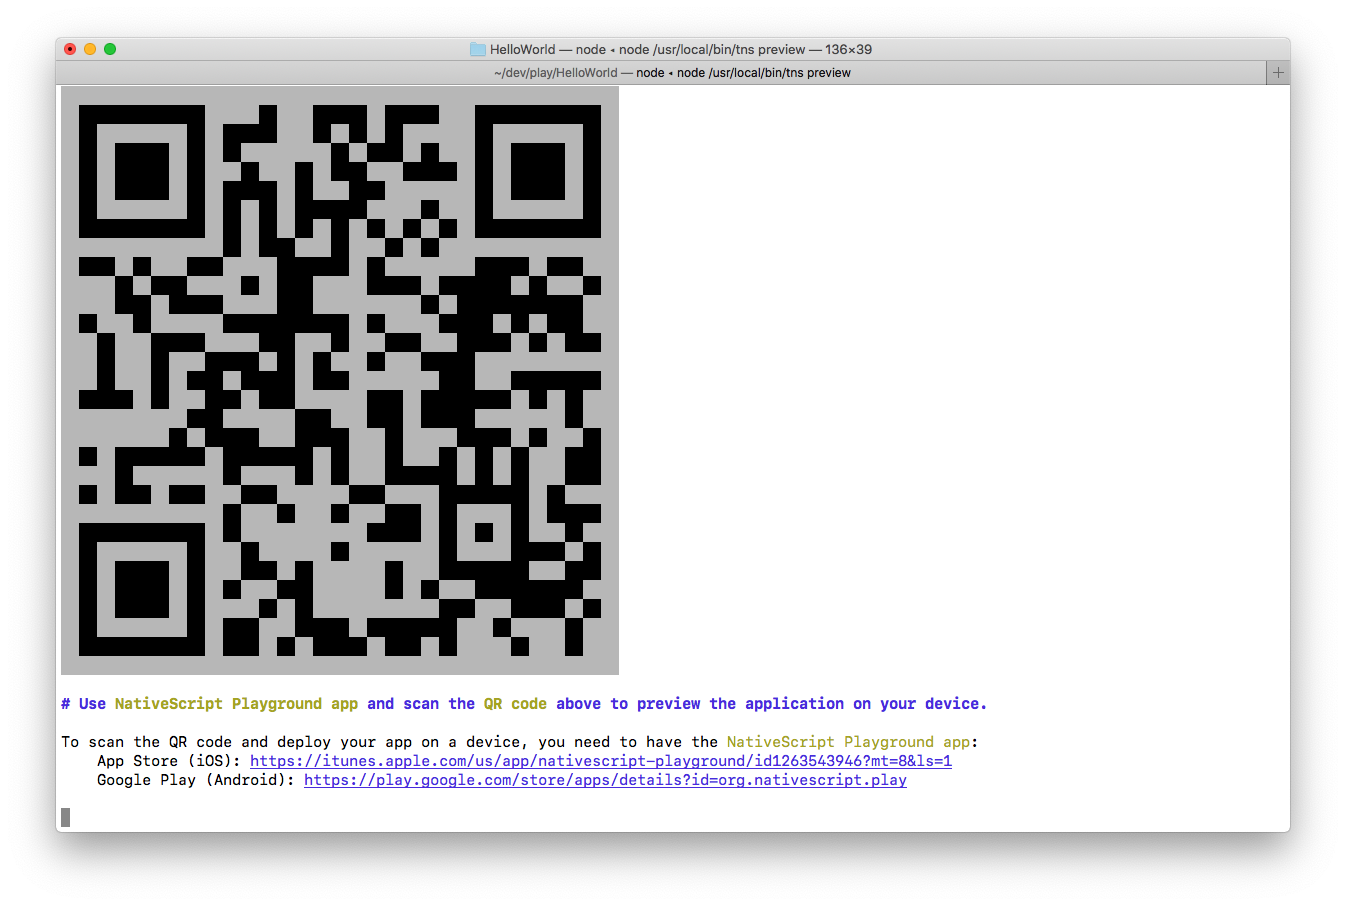 HelloWorld — node ◂ node /usr/local/bin/tns preview — 136×39
~/dev/play/HelloWorld — node ◂ node /usr/local/bin/tns preview
# Use NativeScript Playground app and scan the QR code above to preview the application on your device.
To scan the QR code and deploy your app on a device, you need to have the NativeScript Playground app:
App Store (iOS): https://itunes.apple.com/us/app/nativescript-playground/id1263543946?mt=8&ls=1
Google Play (Android): https://play.google.com/store/apps/details?id=org.nativescript.play